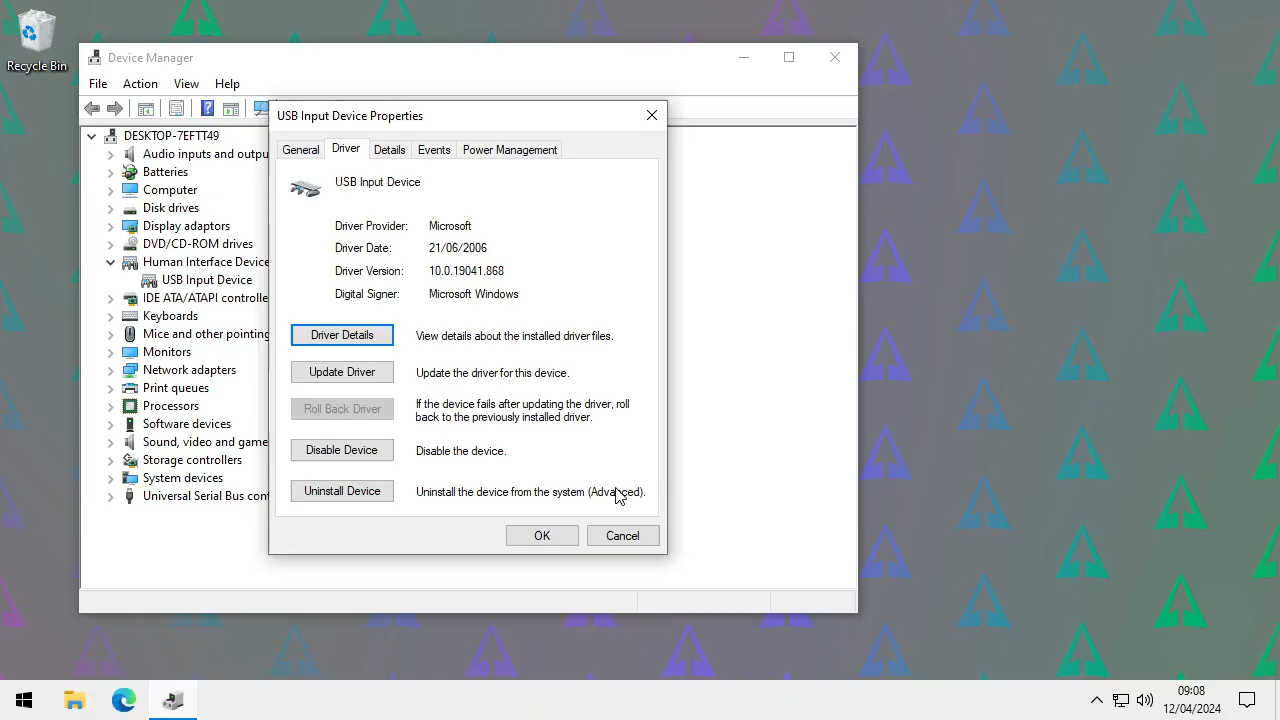 Recycle Bin
Device Manager
File Action View Help
DESKTOP-7EFTT49
Audio inputs and outpu
Batteries
Computer
Disk drives
Display adaptors
DVD/CD-ROM drives
Human Interface Device
USB Input Device
IDE ATA/ATAPI controlle
Keyboards
Mice and other pointing
Monitors
Network adapters
Print queues
Processors
Software devices
Sound, video and game
Storage controllers
System devices
Universal Serial Bus cont
USB Input Device Properties
General Driver Details Events Power Management
USB Input Device
Driver Provider: Microsoft
Driver Date: 21/06/2006
Driver Version: 10.0.19041.868
Digital Signer: Microsoft Windows
Driver Details View details about the installed driver files.
Update Driver Update the driver for this device.
Roll Back Driver If the device fails after updating the driver, roll
back to the previously installed driver.
Disable Device Disable the device.
Uninstall Device Uninstall the device from the system (Advanced).
OK Cancel
09:08
12/04/2024